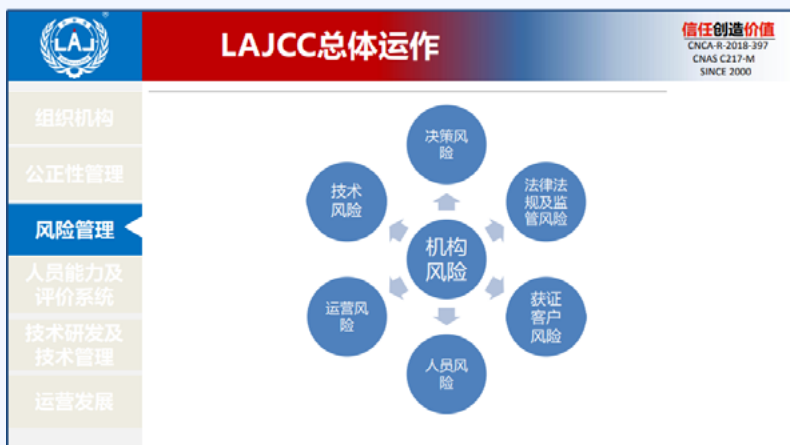 LAJ
LAJCC总体运作
信任创造价值
CNCA-R-2018-397
CNAS C217-M
SINCE 2000
组织机构
公正性管理
风险管理
人员能力及
评价系统
技术研发及
技术管理
运营发展
决策风
险
法律法
规及监
管风险
获证
客户
风险
人员风
险
运营风
险
技术
风险
机构
风险